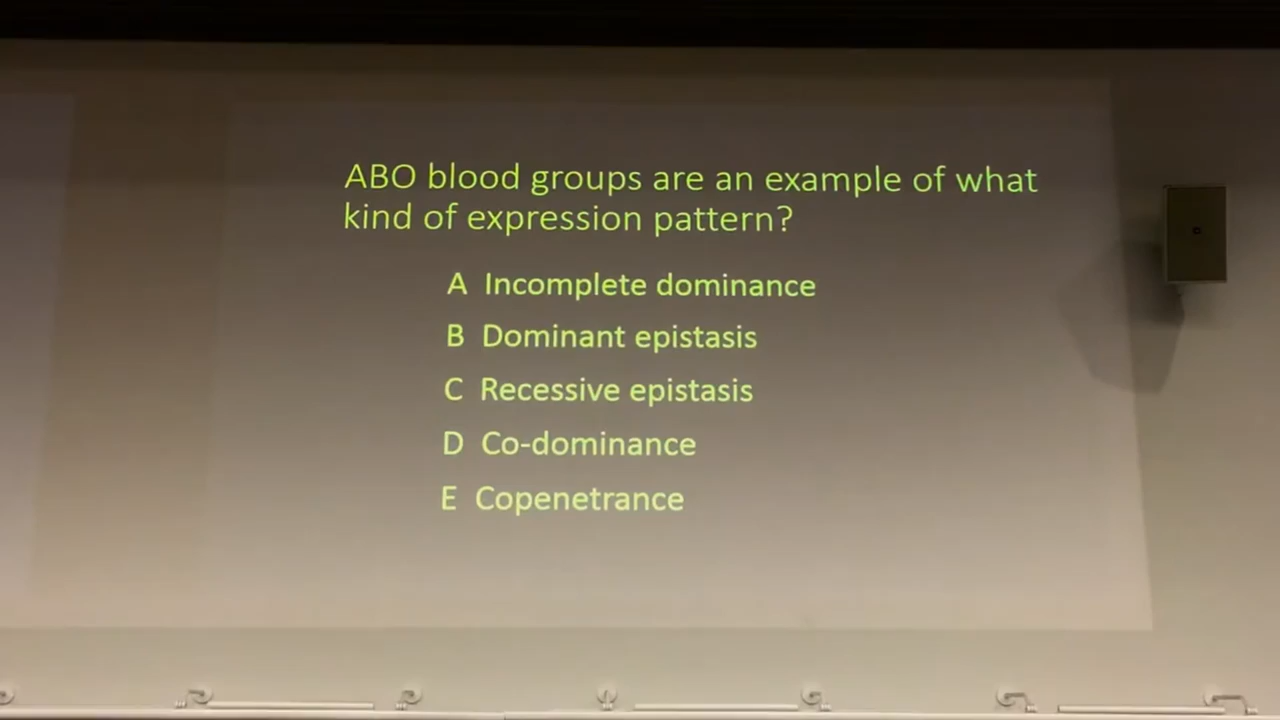 ABO blood groups are an example of what
kind of expression pattern?
A Incomplete dominance
B Dominant epistasis
C Recessive epistasis
D Co-dominance
E Copenetrance